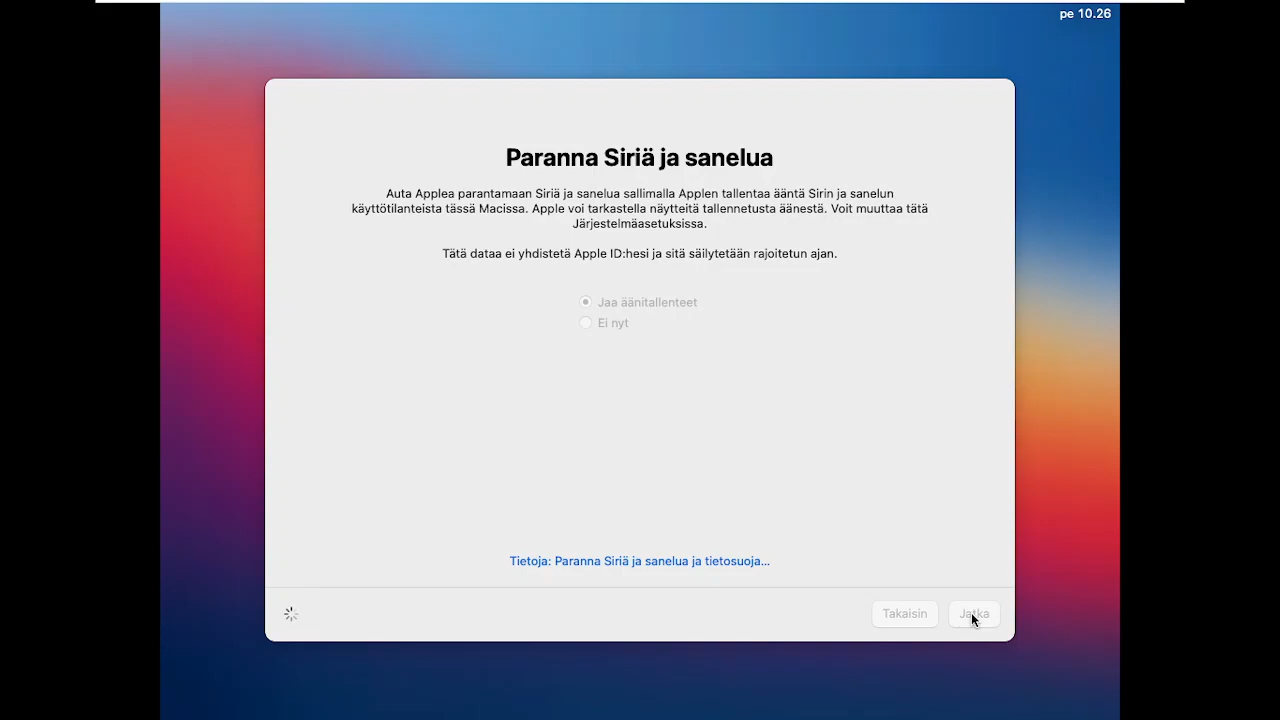 pe 10.26
Paranna Siriä ja sanelua
Auta Applea parantamaan Siriä ja sanelua sallimalla Applen tallentaa ääntä Sirin ja sanelun
käyttötilanteista tässä Macissa. Apple voi tarkastella näytteitä tallennetusta äänestä. Voit muuttaa tätä
Järjestelmäasetuksissa.
Tätä dataa ei yhdistetä Apple ID:hesi ja sitä säilytetään rajoitetun ajan.
Jaa äänitallenteet
Ei nyt
Tietoja: Paranna Siriä ja sanelua ja tietosuoja...
Takaisin
Jatka